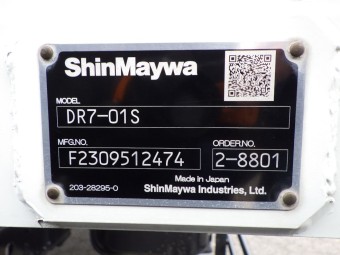 ShinMaywa
MODEL
DR7-01S
MFG.NO. ORDER.NO.
F2309512474 2-8801
Made in Japan
203-28295-0 ShinMaywa Industries, Ltd.